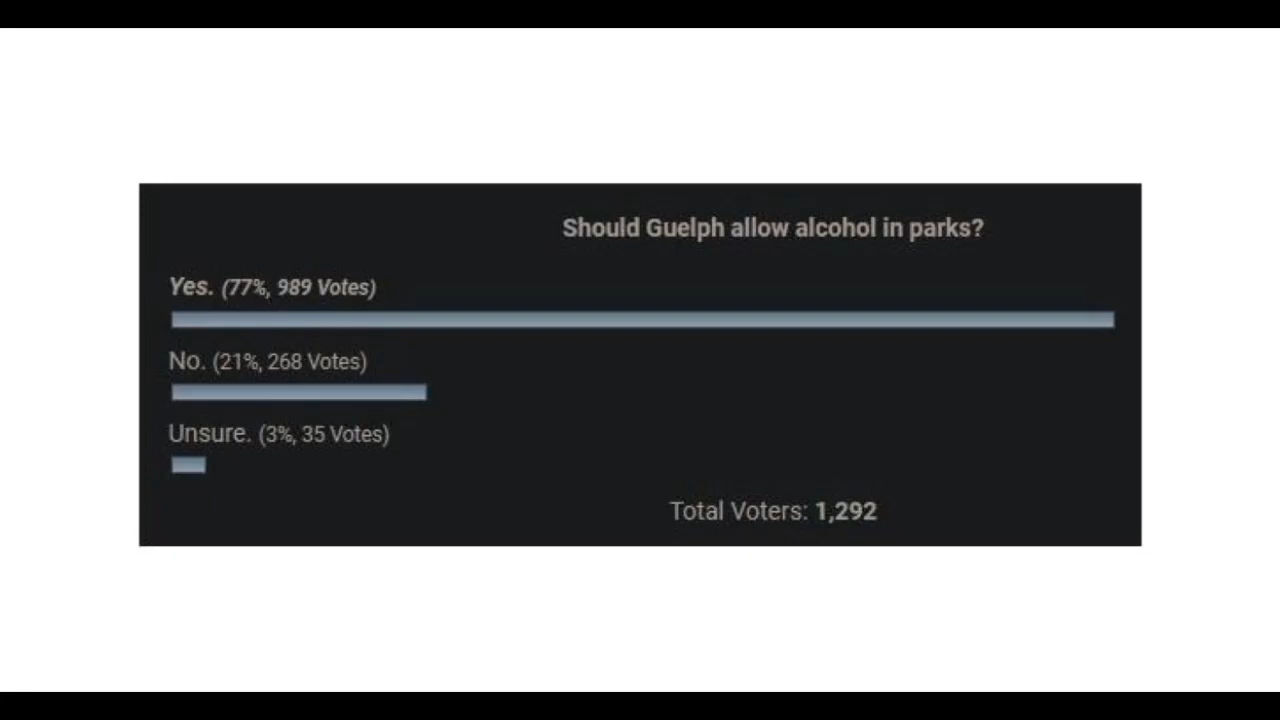 Should Guelph allow alcohol in parks?
Yes. (77%, 989 Votes)
No. (21%, 268 Votes)
Unsure. (3%, 35 Votes)
Total Voters: 1,292